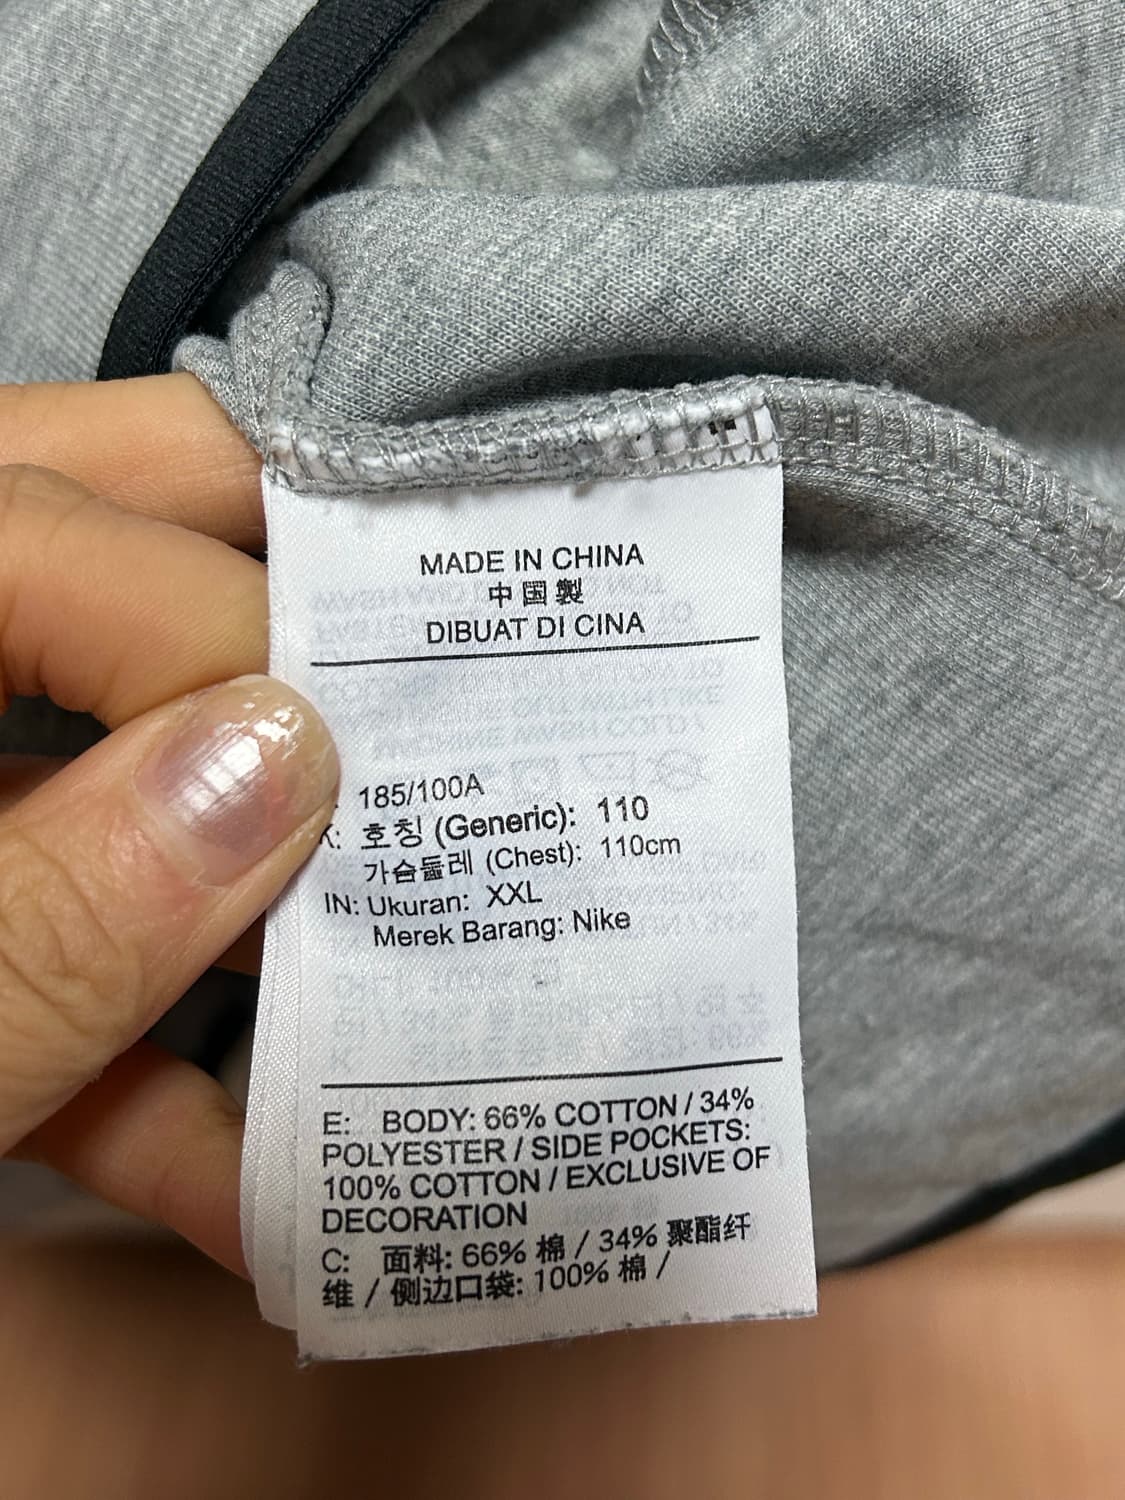 MADE IN CHINA
中国製
DIBUAT DI CINA
185/100A
K: 호칭 (Generic): 110
가슴둘레 (Chest): 110cm
IN: Ukuran: XXL
Merek Barang: Nike
E: BODY: 66% COTTON / 34%
POLYESTER / SIDE POCKETS:
100% COTTON / EXCLUSIVE OF
DECORATION
C: 面料: 66% 棉 / 34% 聚酯纤
维 / 侧边口袋: 100% 棉 /